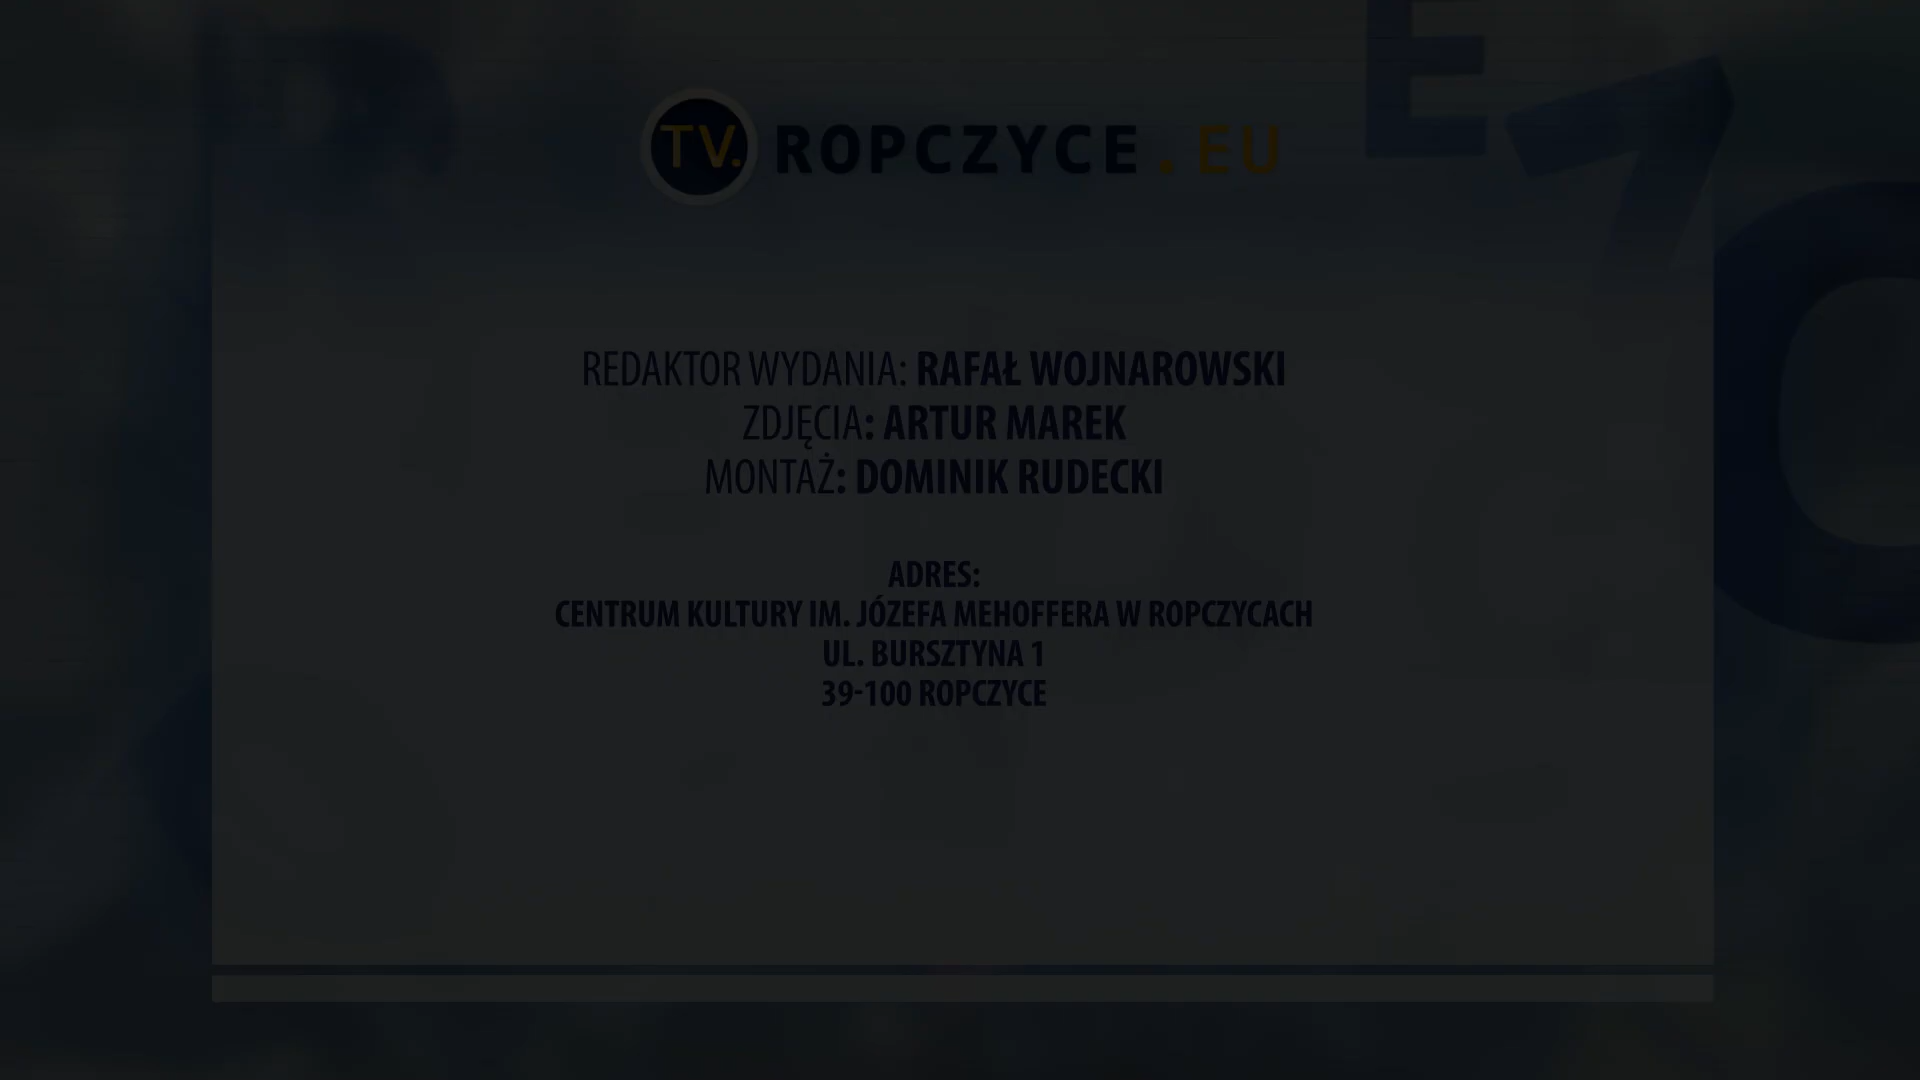 TV. ROPCZYCE.EU
REDAKTOR WYDANIA: RAFAŁ WOJNAROWSKI
ZDJĘCIA: ARTUR MAREK
MONTAŻ: DOMINIK RUDECKI
ADRES:
CENTRUM KULTURY IM. JÓZEFA MEHOFFERA W ROPCZYCACH
UL. BURSZTYNA 1
39-100 ROPCZYCE